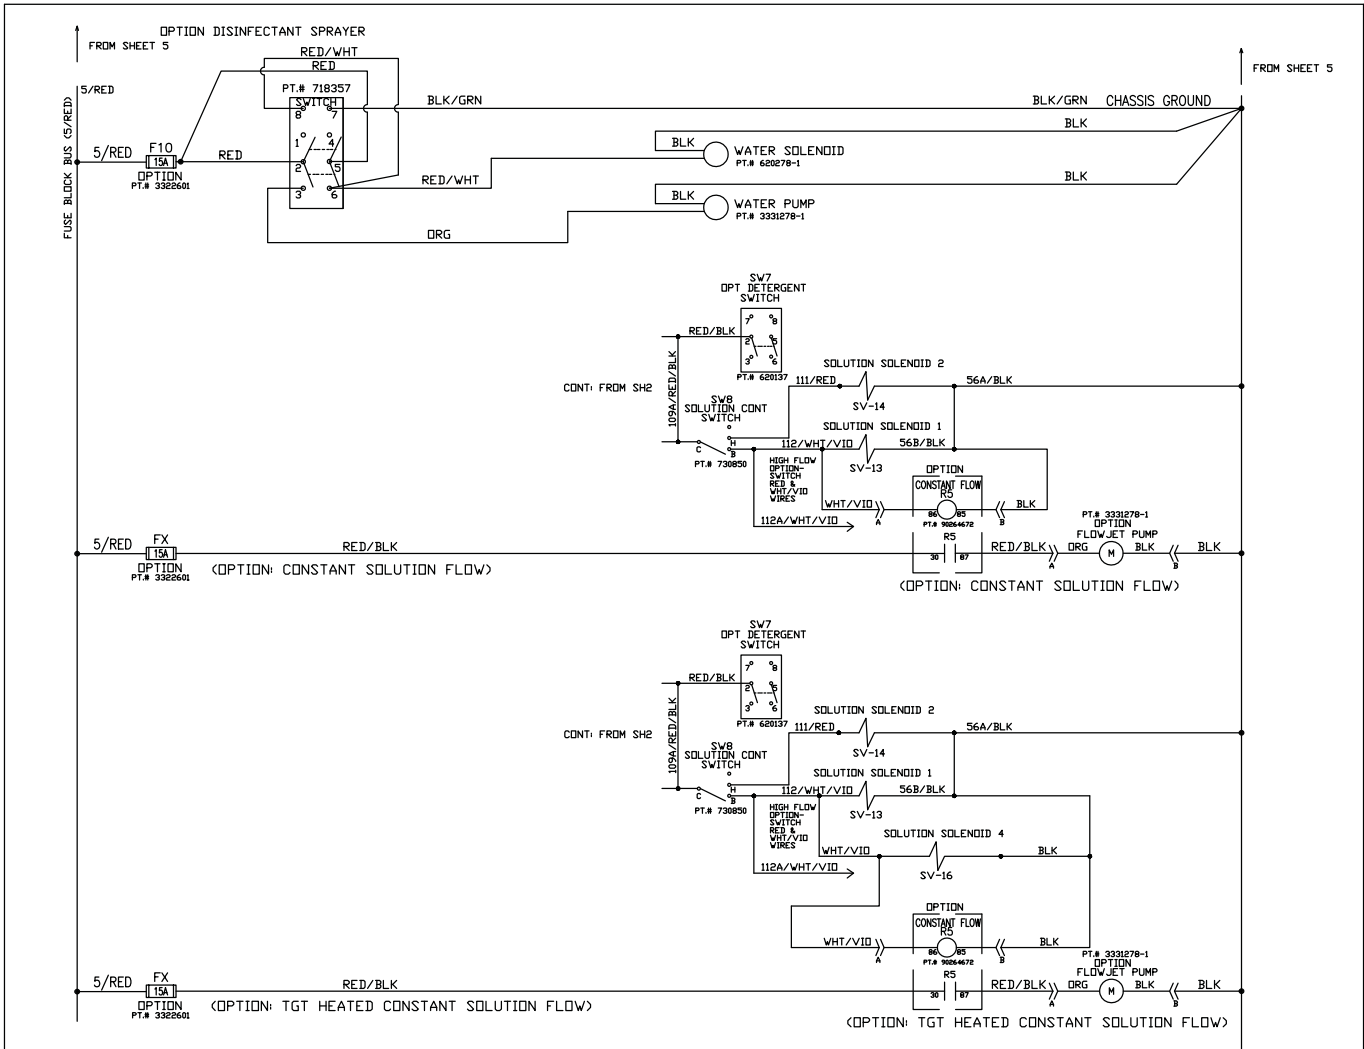 OPTION DISINFECTANT SPRAYER
FROM SHEET 5
RED/WHT
RED
FROM SHEET 5
5/RED
PT.# 718357
SWITCH
BLK/GRN
BLK/GRN
CHASSIS GROUND
8
7
FUSE BLOCK BUS (5/RED)
BLK
1
4
5/RED
F10
15A
OPTION
PT.# 3322601
RED
BLK
WATER SOLENOID
PT.# 620278-1
2
5
RED/WHT
BLK
3
6
BLK
WATER PUMP
PT.# 3331278-1
ORG
SW7
OPT DETERGENT
SWITCH
7
8
RED/BLK
2
5
3
6
PT.# 620137
109A/RED/BLK
CONT: FROM SH2
SOLUTION SOLENOID 2
111/RED
56A/BLK
SV-14
SW8
SOLUTION CONT
SWITCH
SOLUTION SOLENOID 1
H
112/WHT/VIO
56B/BLK
C
B
PT.# 730850
SV-13
HIGH FLOW
OPTION-
SWITCH
RED &
WHT/VIO
WIRES
OPTION
CONSTANT FLOW
R5
WHT/VIO
A
86
85
PT.# 90264672
B
BLK
112A/WHT/VIO
PT.# 3331278-1
OPTION
FLOWJET PUMP
5/RED
FX
15A
OPTION
PT.# 3322601
RED/BLK
R5
30
87
RED/BLK
A
ORG
M
BLK
B
BLK
(OPTION: CONSTANT SOLUTION FLOW)
(OPTION: CONSTANT SOLUTION FLOW)
SW7
OPT DETERGENT
SWITCH
7
8
RED/BLK
2
5
3
6
PT.# 620137
109A/RED/BLK
CONT: FROM SH2
SOLUTION SOLENOID 2
111/RED
56A/BLK
SV-14
SW8
SOLUTION CONT
SWITCH
SOLUTION SOLENOID 1
H
112/WHT/VIO
56B/BLK
C
B
PT.# 730850
SV-13
HIGH FLOW
OPTION-
SWITCH
RED &
WHT/VIO
WIRES
SOLUTION SOLENOID 4
WHT/VIO
BLK
SV-16
112A/WHT/VIO
OPTION
CONSTANT FLOW
R5
WHT/VIO
A
86
85
PT.# 90264672
B
BLK
PT.# 3331278-1
OPTION
FLOWJET PUMP
5/RED
FX
15A
OPTION
PT.# 3322601
RED/BLK
R5
30
87
RED/BLK
A
ORG
M
BLK
B
BLK
(OPTION: TGT HEATED CONSTANT SOLUTION FLOW)
(OPTION: TGT HEATED CONSTANT SOLUTION FLOW)